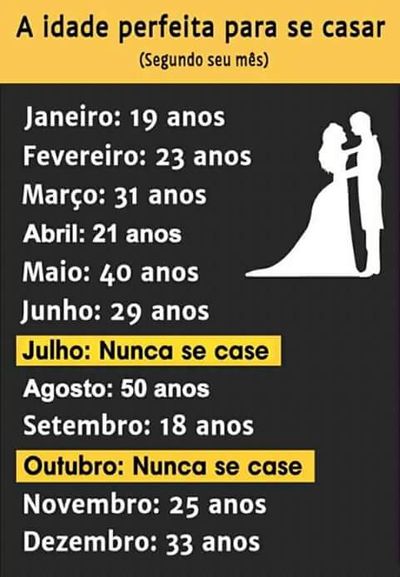 A idade perfeita para se casar
(Segundo seu mês)
Janeiro: 19 anos
Fevereiro: 23 anos
Março: 31 anos
Abril: 21 anos
Maio: 40 anos
Junho: 29 anos
Julho: Nunca se case
Agosto: 50 anos
Setembro: 18 anos
Outubro: Nunca se case
Novembro: 25 anos
Dezembro: 33 anos